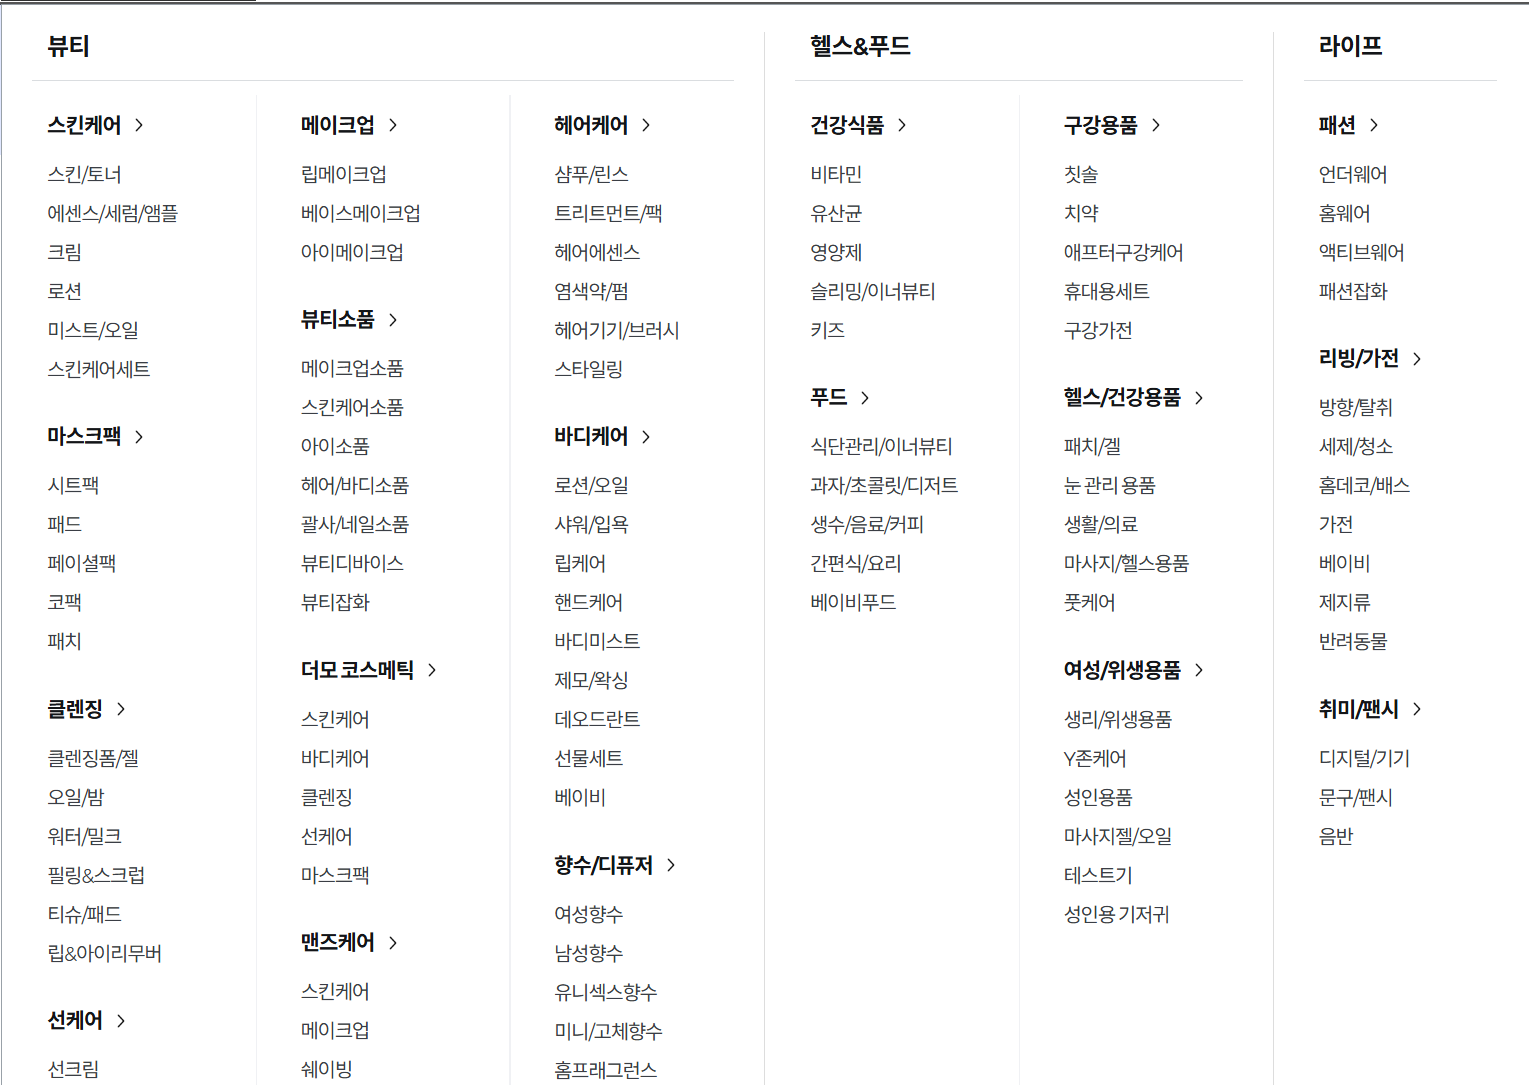 뷰티
스킨케어
스킨/토너
에센스/세럼/앰플
크림
로션
미스트/오일
스킨케어세트
마스크팩
시트팩
패드
페이셜팩
코팩
패치
클렌징
클렌징폼/젤
오일/밤
워터/밀크
필링&스크럽
티슈/패드
립&아이리무버
선케어
선크림
메이크업
립메이크업
베이스메이크업
아이메이크업
뷰티소품
메이크업소품
스킨케어소품
아이소품
헤어/바디소품
괄사/네일소품
뷰티디바이스
뷰티잡화
더모 코스메틱
스킨케어
바디케어
클렌징
선케어
마스크팩
맨즈케어
스킨케어
메이크업
쉐이빙
헤어케어
샴푸/린스
트리트먼트/팩
헤어에센스
염색약/펌
헤어기기/브러시
스타일링
바디케어
로션/오일
샤워/입욕
립케어
핸드케어
바디미스트
제모/왁싱
데오드란트
선물세트
베이비
향수/디퓨저
여성향수
남성향수
유니섹스향수
미니/고체향수
홈프래그런스
헬스&푸드
건강식품
비타민
유산균
영양제
슬리밍/이너뷰티
키즈
푸드
식단관리/이너뷰티
과자/초콜릿/디저트
생수/음료/커피
간편식/요리
베이비푸드
구강용품
칫솔
치약
애프터구강케어
휴대용세트
구강가전
헬스/건강용품
패치/겔
눈 관리 용품
생활/의료
마사지/헬스용품
풋케어
여성/위생용품
생리/위생용품
Y존케어
성인용품
마사지젤/오일
테스트기
성인용 기저귀
라이프
패션
언더웨어
홈웨어
액티브웨어
패션잡화
리빙/가전
방향/탈취
세제/청소
홈데코/배스
가전
베이비
제지류
반려동물
취미/팬시
디지털/기기
문구/팬시
음반